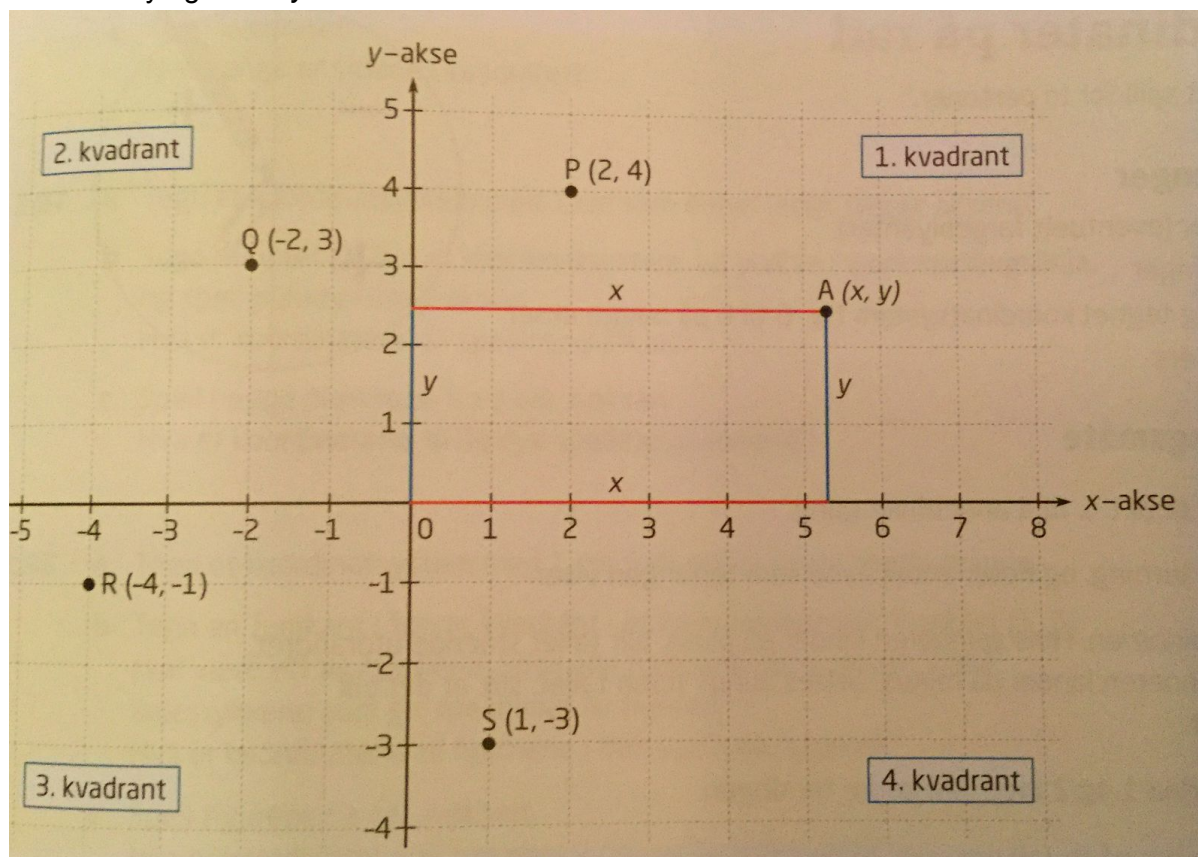 y-akse
5
2. kvadrant
1. kvadrant
P (2, 4)
4
Q (-2, 3)
3
x
A (x, y)
2
y
y
1
x
x-akse
-5 -4 -3 -2 -1 0 1 2 3 4 5 6 7 8
-1
R (-4, -1)
-2
S (1, -3)
-3
3. kvadrant
4. kvadrant
-4